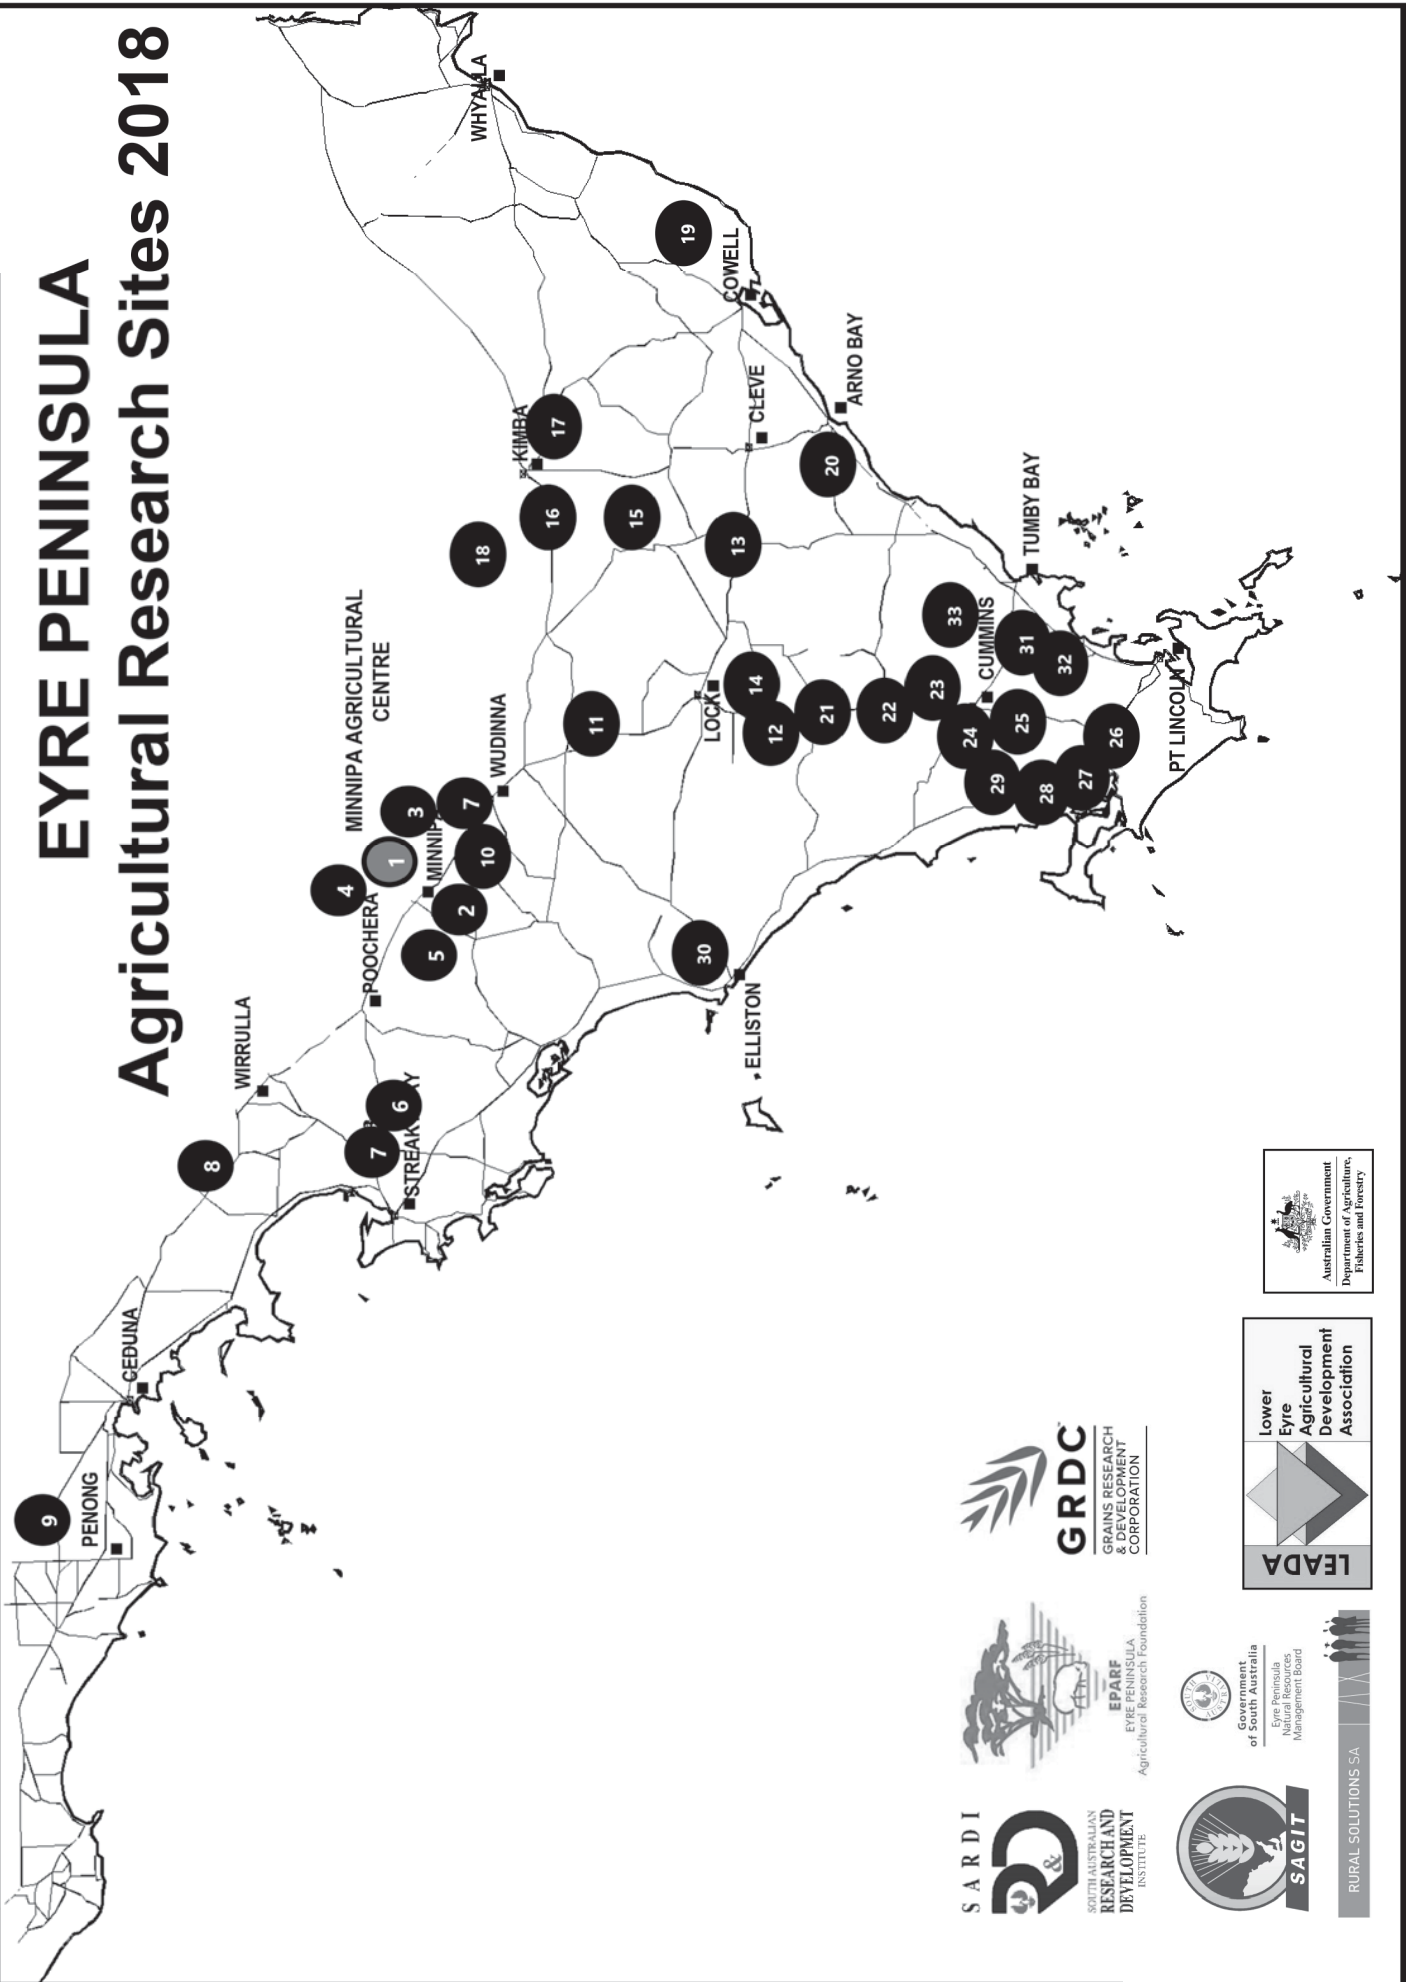 EYRE PENINSULA
Agricultural Research Sites 2018
9
PENONG
CEDUNA
8
WIRRULLA
7
6
STREAK Y
POOCHERA
4
MINNIPA AGRICULTURAL
CENTRE
1
3
MINNIP
5
2
10
7
WUDINNA
18
16
KIMBA
17
WHYALLA
11
15
19
30
ELLISTON
LOCK
14
12
13
COWELL
CLEVE
21
20
ARNO BAY
22
23
33
24
CUMMINS
29
25
31
TUMBY BAY
28
32
27
26
PT LINCOLN
SARDI
R&D
SOUTH AUSTRALIAN
RESEARCH AND
DEVELOPMENT
INSTITUTE
EPARF
EYRE PENINSULA
Agricultural Research Foundation
GRDC
GRAINS RESEARCH
& DEVELOPMENT
CORPORATION
SAGIT
SOUTH AUSTRALIA
Government
of South Australia
Eyre Peninsula
Natural Resources
Management Board
RURAL SOLUTIONS SA
LEADA
Lower
Eyre
Agricultural
Development
Association
Australian Government
Department of Agriculture,
Fisheries and Forestry